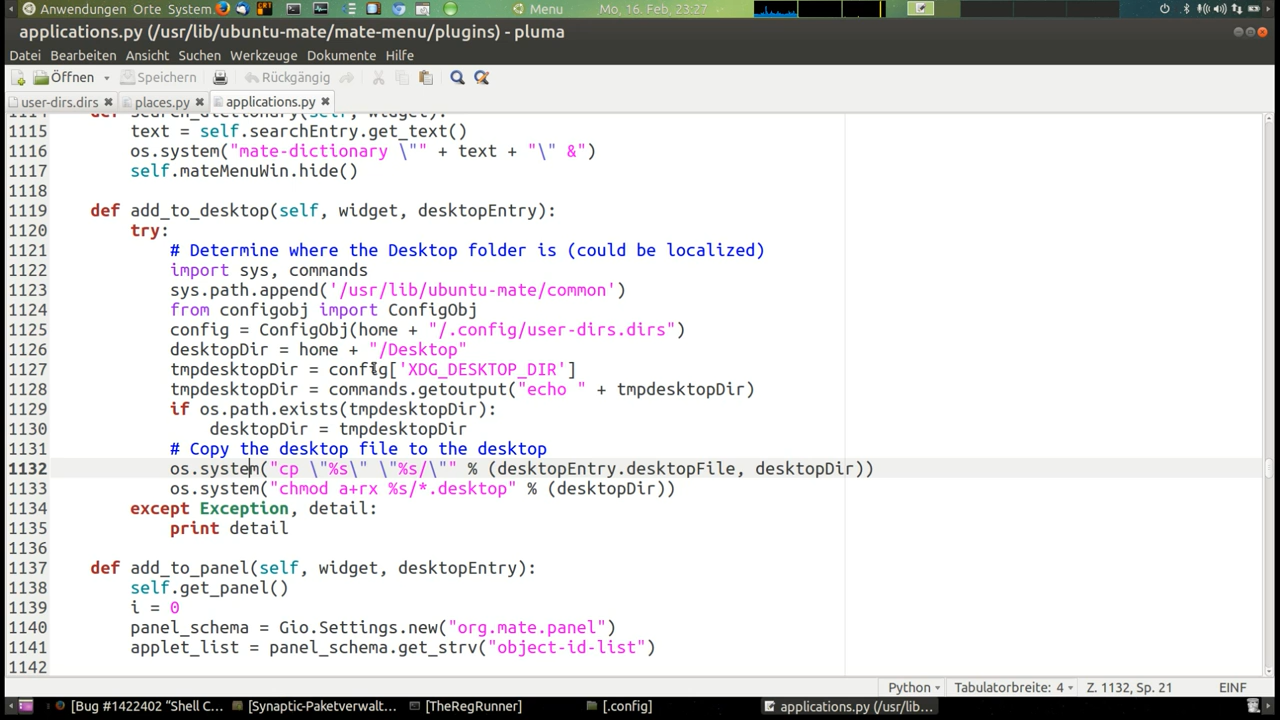 Anwendungen Orte System
Menu
Mo, 16. Feb, 23:27
applications.py (/usr/lib/ubuntu-mate/mate-menu/plugins) - pluma
Datei Bearbeiten Ansicht Suchen Werkzeuge Dokumente Hilfe
Öffnen Speichern Rückgängig
user-dirs.dirs places.py applications.py
1114 def search_dictionary(self, widget):
1115 text = self.searchEntry.get_text()
1116 os.system("mate-dictionary \"" + text + "\" &")
1117 self.mateMenuWin.hide()
1118
1119 def add_to_desktop(self, widget, desktopEntry):
1120 try:
1121 # Determine where the Desktop folder is (could be localized)
1122 import sys, commands
1123 sys.path.append('/usr/lib/ubuntu-mate/common')
1124 from configobj import ConfigObj
1125 config = ConfigObj(home + "/.config/user-dirs.dirs")
1126 desktopDir = home + "/Desktop"
1127 tmpdesktopDir = config['XDG_DESKTOP_DIR']
1128 tmpdesktopDir = commands.getoutput("echo " + tmpdesktopDir)
1129 if os.path.exists(tmpdesktopDir):
1130 desktopDir = tmpdesktopDir
1131 # Copy the desktop file to the desktop
1132 os.system("cp \"%s\" \"%s/\"" % (desktopEntry.desktopFile, desktopDir))
1133 os.system("chmod a+rx %s/*.desktop" % (desktopDir))
1134 except Exception, detail:
1135 print detail
1136
1137 def add_to_panel(self, widget, desktopEntry):
1138 self.get_panel()
1139 i = 0
1140 panel_schema = Gio.Settings.new("org.mate.panel")
1141 applet_list = panel_schema.get_strv("object-id-list")
1142
Python Tabulatorbreite: 4 Z. 1132, Sp. 21 EINF
[Bug #1422402 "Shell C... [Synaptic-Paketverwalt... [TheRegRunner] [.config] applications.py (/usr/lib...